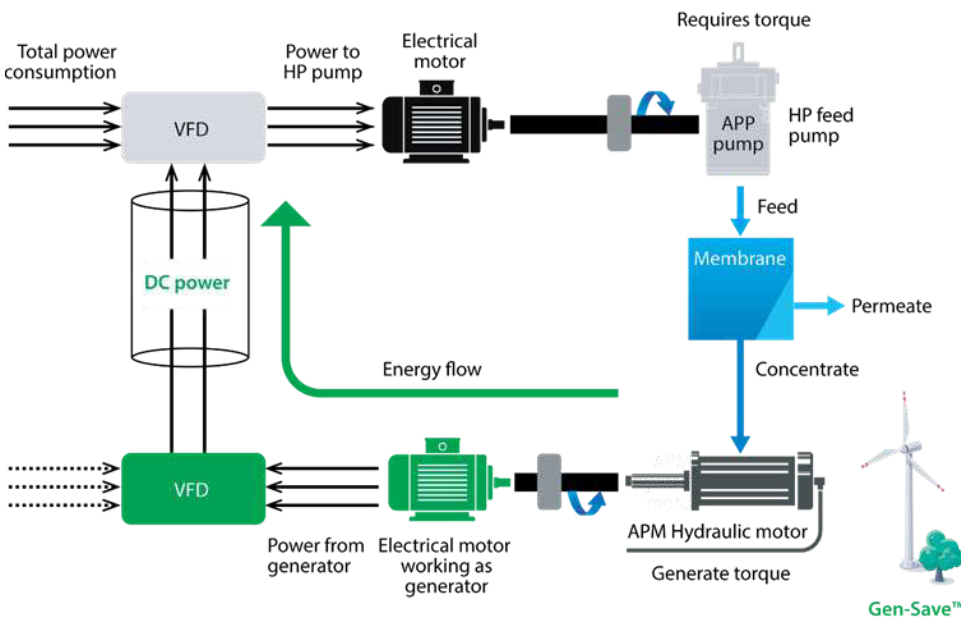 Requires torque
Total power
consumption
Power to
HP pump
Electrical
motor
VFD
APP
pump
HP feed
pump
Feed
Membrane
Permeate
DC power
Energy flow
Concentrate
VFD
APM
motor
APM Hydraulic motor
Power from
generator
Electrical motor
working as
generator
Generate torque
Gen-Save™